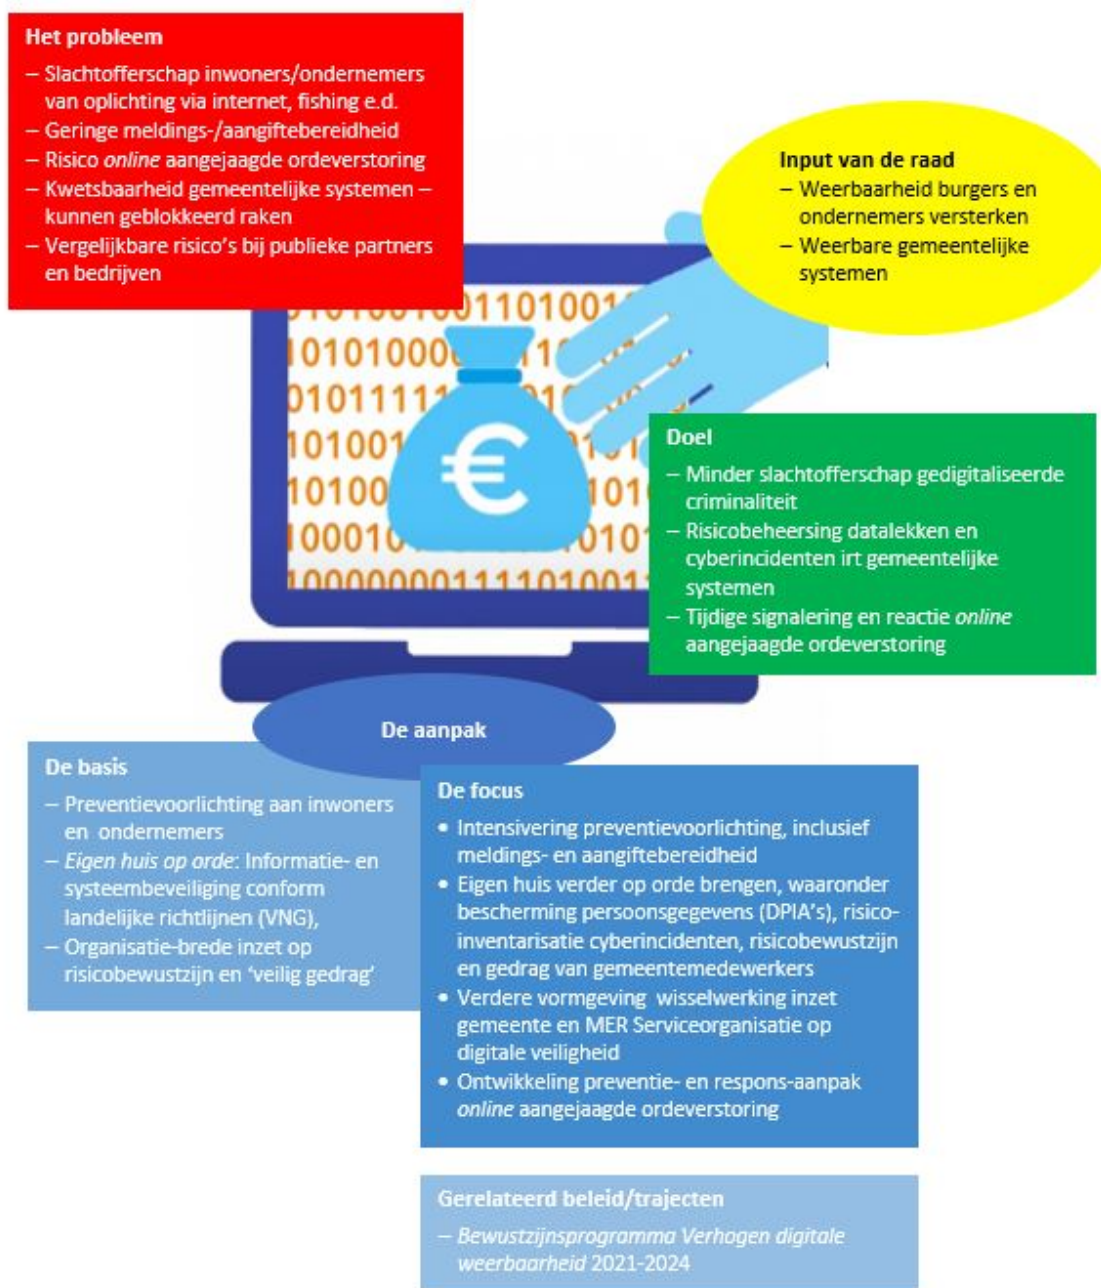 Het probleem
– Slachtofferschap inwoners/ondernemers
van oplichting via internet, fishing e.d.
– Geringe meldings-/aangiftebereidheid
– Risico online aangejaagde ordeverstoring
– Kwetsbaarheid gemeentelijke systemen –
kunnen geblokkeerd raken
– Vergelijkbare risico's bij publieke partners
en bedrijven
Input van de raad
– Weerbaarheid burgers en
ondernemers versterken
– Weerbare gemeentelijke
systemen
€
Doel
– Minder slachtofferschap gedigitaliseerde
criminaliteit
– Risicobeheersing datalekken en
cyberincidenten irt gemeentelijke
systemen
– Tijdige signalering en reactie online
aangejaagde ordeverstoring
De aanpak
De basis
– Preventievoorlichting aan inwoners
en ondernemers
– Eigen huis op orde: Informatie- en
systeembeveiliging conform
landelijke richtlijnen (VNG),
– Organisatie-brede inzet op
risicobewustzijn en ‘veilig gedrag’
De focus
• Intensivering preventievoorlichting, inclusief
meldings- en aangiftebereidheid
• Eigen huis verder op orde brengen, waaronder
bescherming persoonsgegevens (DPIA's), risico-
inventarisatie cyberincidenten, risicobewustzijn
en gedrag van gemeentemedewerkers
• Verdere vormgeving wisselwerking inzet
gemeente en MER Serviceorganisatie op
digitale veiligheid
• Ontwikkeling preventie- en respons-aanpak
online aangejaagde ordeverstoring
Gerelateerd beleid/trajecten
– Bewustzijnsprogramma Verhogen digitale
weerbaarheid 2021-2024